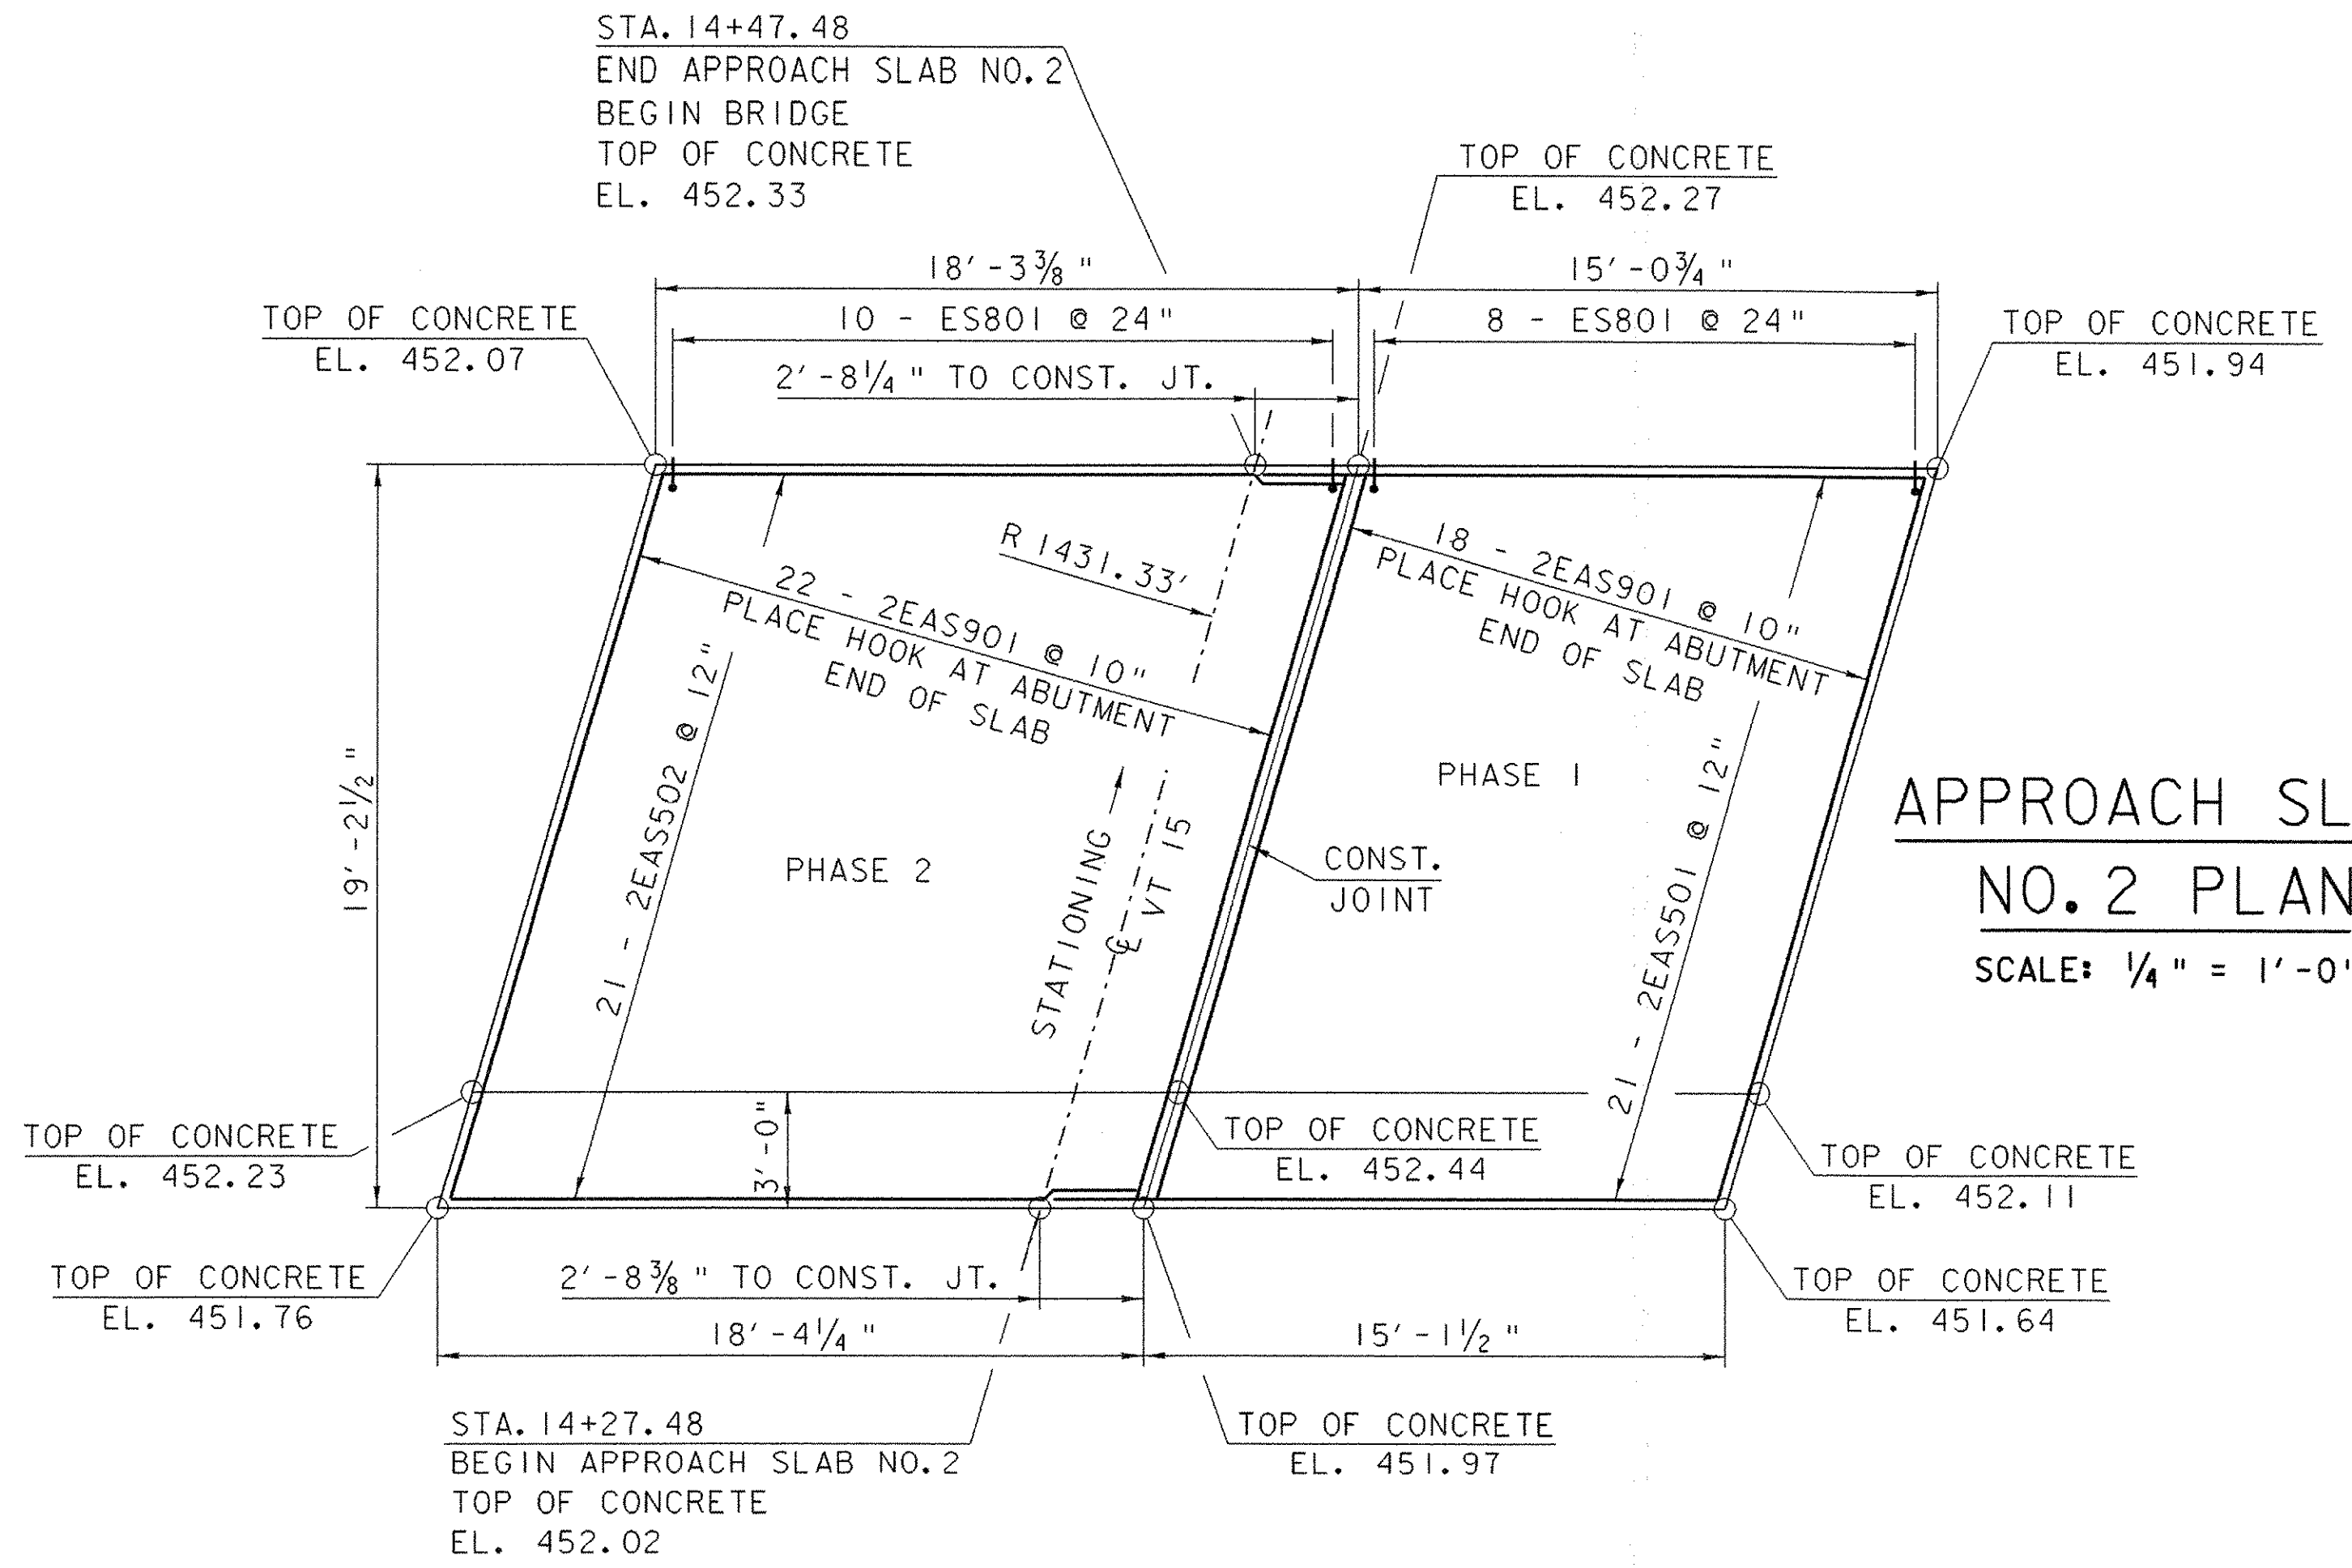 STA. 14+47.48
END APPROACH SLAB NO. 2
BEGIN BRIDGE
TOP OF CONCRETE
EL. 452.33
TOP OF CONCRETE
EL. 452.27
18'-3⅜"
15'-0¾"
TOP OF CONCRETE
EL. 452.07
10 - ES801 @ 24"
8 - ES801 @ 24"
TOP OF CONCRETE
EL. 451.94
2'-8¼" TO CONST. JT.
R 1431.33'
22 - 2EAS901 @ 10"
PLACE HOOK AT ABUTMENT
END OF SLAB
18 - 2EAS901 @ 10"
PLACE HOOK AT ABUTMENT
END OF SLAB
19'-2½"
21 - 2EAS502 @ 12"
PHASE 2
STATIONING
℄ VT 15
PHASE 1
CONST.
JOINT
21 - 2EAS501 @ 12"
APPROACH SL
NO. 2 PLAN
SCALE: ¼" = 1'-0"
TOP OF CONCRETE
EL. 452.23
3'-0"
TOP OF CONCRETE
EL. 452.44
TOP OF CONCRETE
EL. 452.11
TOP OF CONCRETE
EL. 451.76
2'-8⅜" TO CONST. JT.
TOP OF CONCRETE
EL. 451.64
18'-4¼"
15'-1½"
STA. 14+27.48
BEGIN APPROACH SLAB NO. 2
TOP OF CONCRETE
EL. 452.02
TOP OF CONCRETE
EL. 451.97